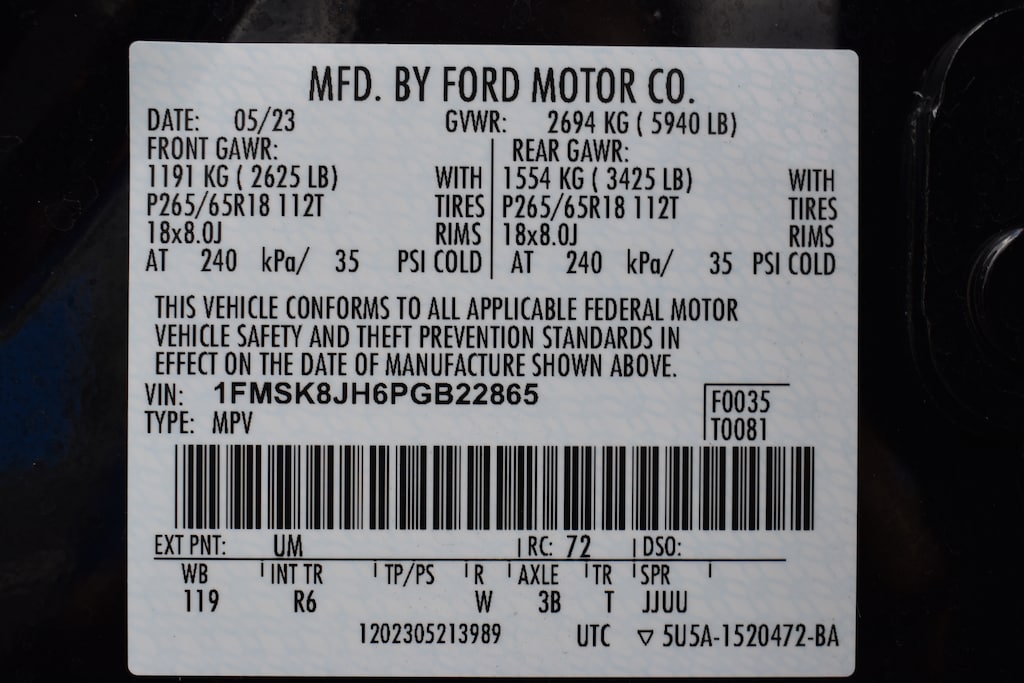 MFD. BY FORD MOTOR CO.
DATE: 05/23 GVWR: 2694 KG ( 5940 LB)
FRONT GAWR: REAR GAWR:
1191 KG ( 2625 LB) WITH 1554 KG ( 3425 LB) WITH
P265/65R18 112T TIRES P265/65R18 112T TIRES
18x8.0J RIMS 18x8.0J RIMS
AT 240 kPa/ 35 PSI COLD AT 240 kPa/ 35 PSI COLD
THIS VEHICLE CONFORMS TO ALL APPLICABLE FEDERAL MOTOR
VEHICLE SAFETY AND THEFT PREVENTION STANDARDS IN
EFFECT ON THE DATE OF MANUFACTURE SHOWN ABOVE.
VIN: 1FMSK8JH6PGB22865 F0035
TYPE: MPV T0081
EXT PNT: UM RC: 72 DSO:
WB INT TR TP/PS R AXLE TR SPR
119 R6 W 3B T JJUU
1202305213989 UTC ▽ 5U5A-1520472-BA